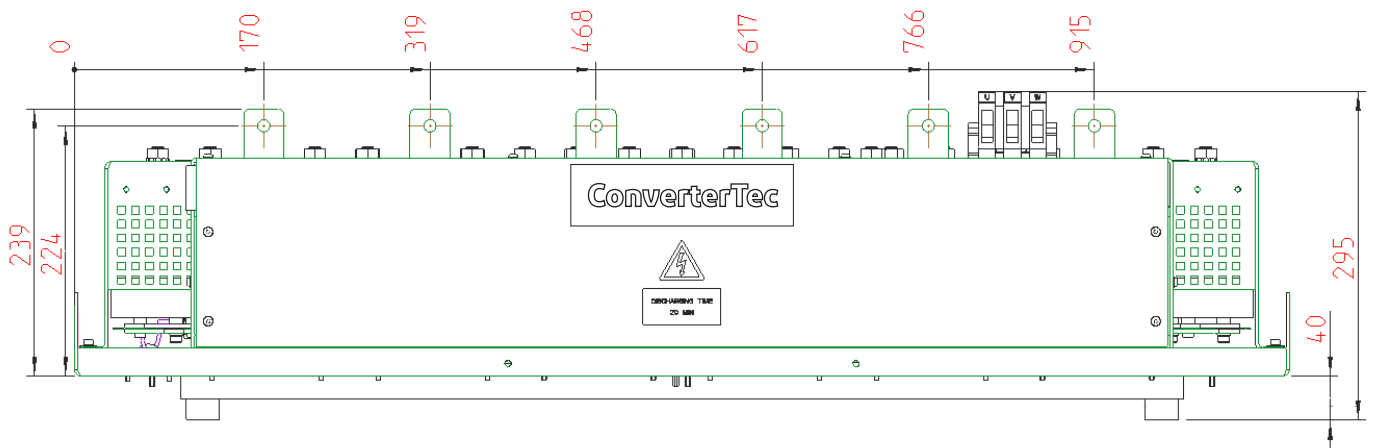 0 170 319 468 617 766 915
U V W
239 224
ConverterTec
295
DISCHARGING TIME
20 MIN
40